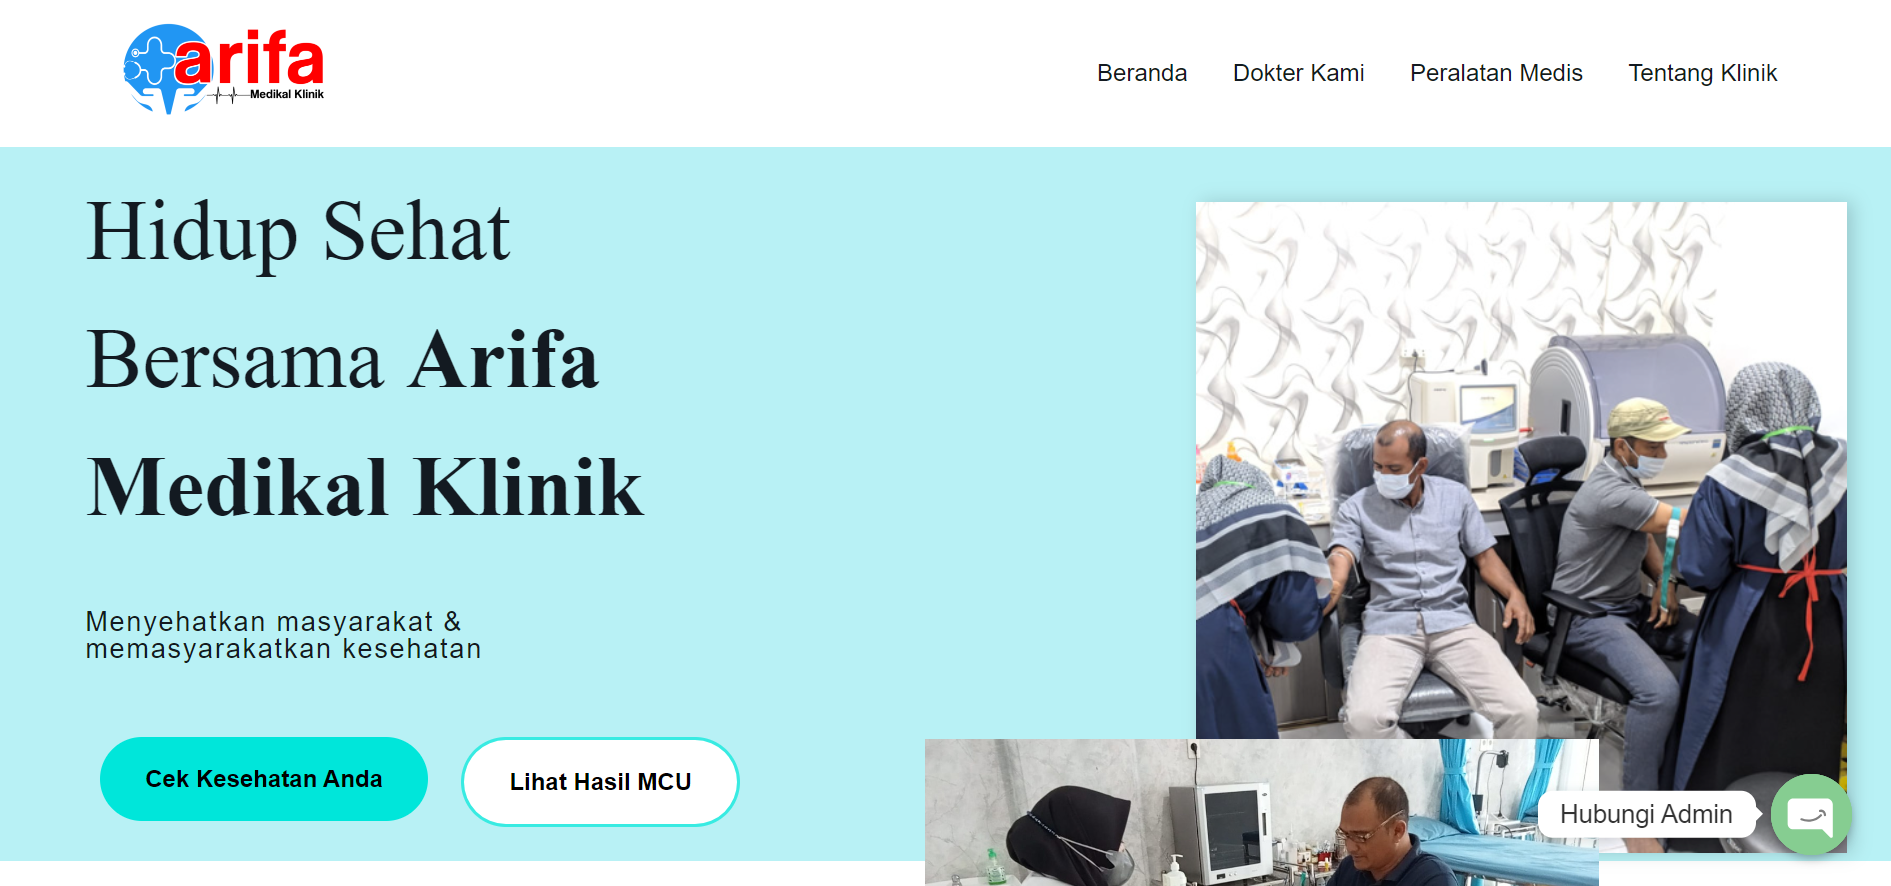 arifa
Medikal Klinik
Beranda
Dokter Kami
Peralatan Medis
Tentang Klinik
Hidup Sehat
Bersama Arifa
Medikal Klinik
Menyehatkan masyarakat &
memasyarakatkan kesehatan
Cek Kesehatan Anda
Lihat Hasil MCU
Hubungi Admin